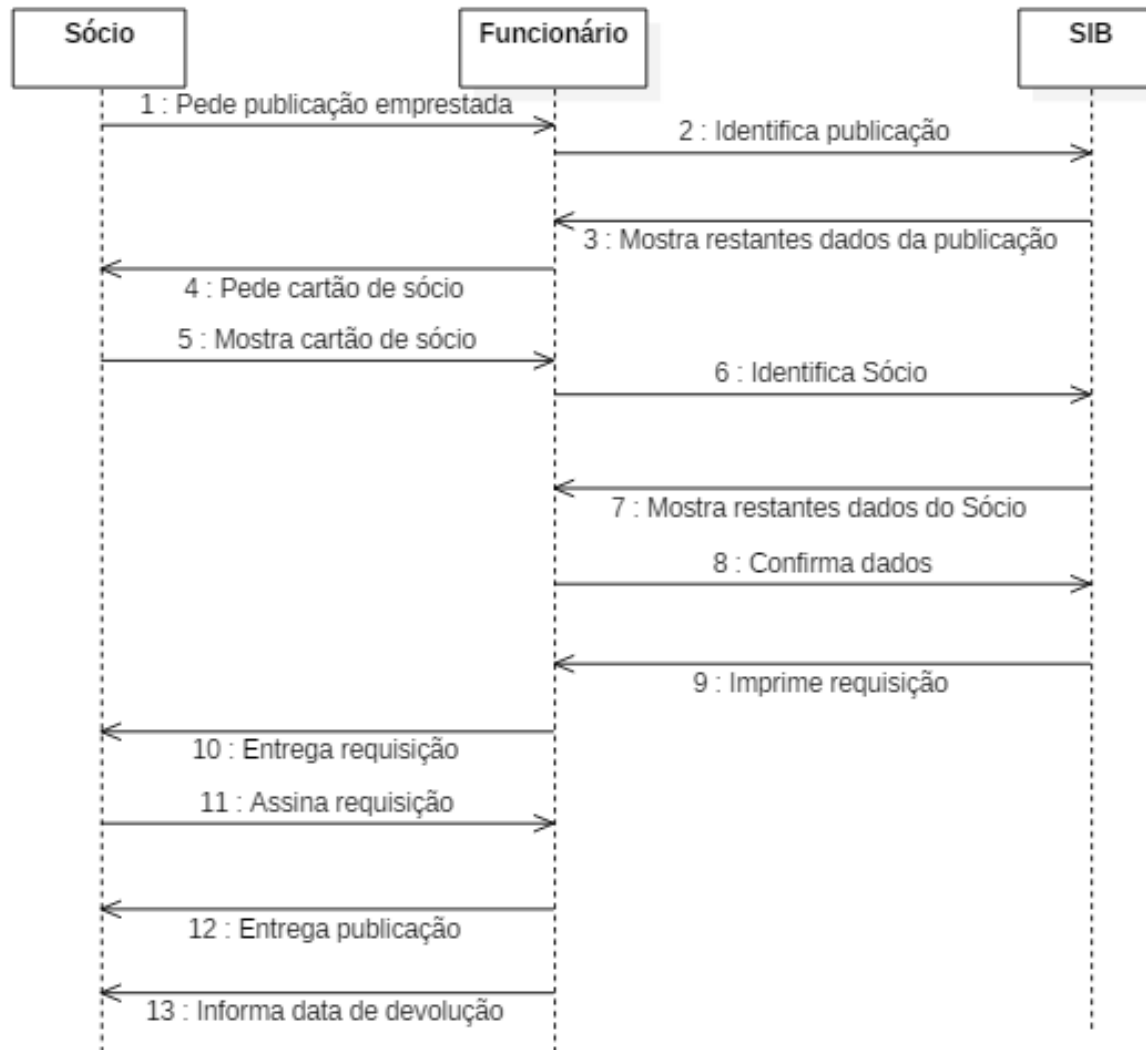 Sócio
Funcionário
SIB
1 : Pede publicação emprestada
2 : Identifica publicação
3 : Mostra restantes dados da publicação
4 : Pede cartão de sócio
5 : Mostra cartão de sócio
6 : Identifica Sócio
7 : Mostra restantes dados do Sócio
8 : Confirma dados
9 : Imprime requisição
10 : Entrega requisição
11 : Assina requisição
12 : Entrega publicação
13 : Informa data de devolução